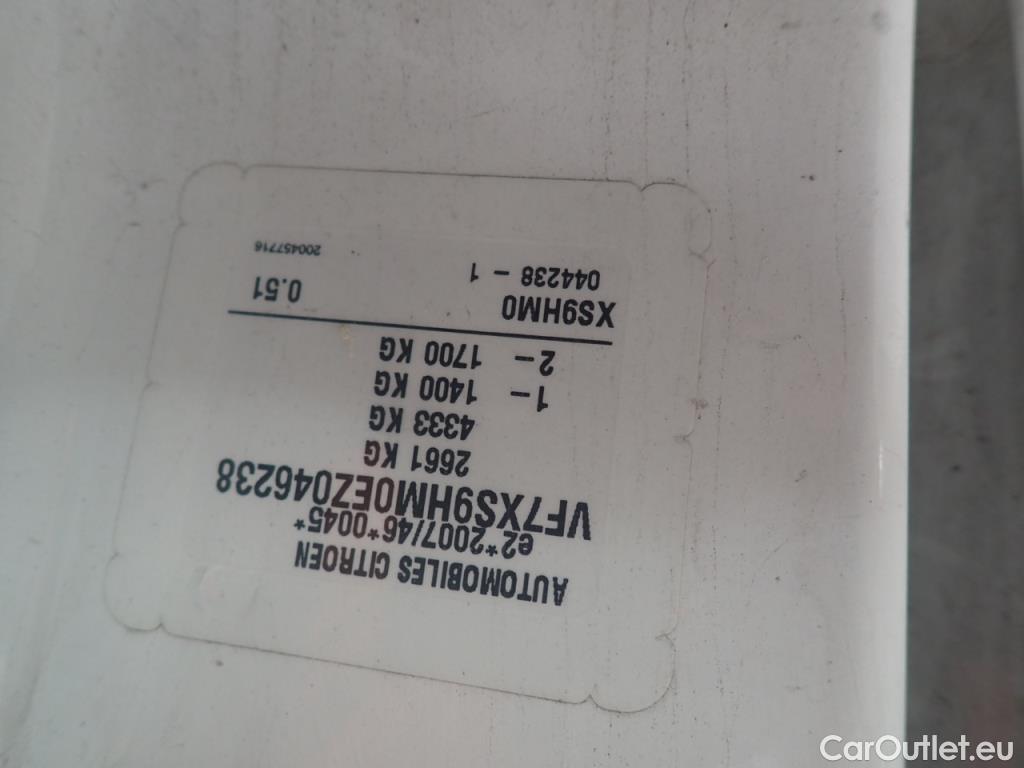 AUTOMOBILES CITROEN
e2*2007/46*0045*
VF7XS9HM0EZ046238
2661 KG
4333 KG
1 – 1400 KG
2 – 1700 KG
XS9HM0 0.51
044238 – 1 200457716
CarOutlet.eu